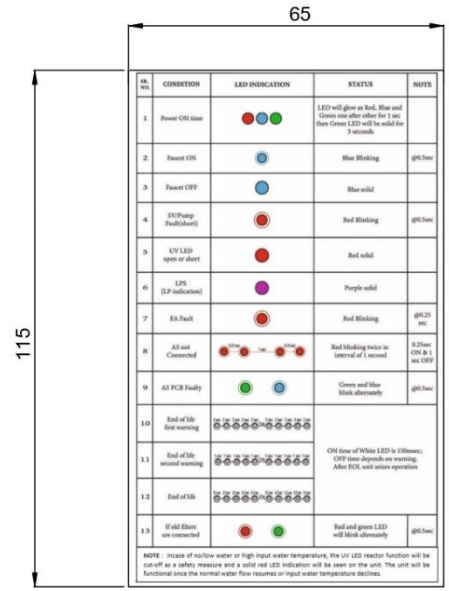 65
115
SR. NO. CONDITION LED INDICATION STATUS NOTE
1 Power ON time LED will glow as Red, Blue and
Green one after other for 1 sec
then Green LED will be solid for
5 seconds
2 Faucet ON Blue Blinking @0.5sec
3 Faucet OFF Blue solid
4 SV/Pump
Fault(short) Red Blinking @0.5sec
5 UV LED
open or short Red solid
6 LPS
(LP indication) Purple solid
7 EA Fault Red Blinking @0.25
sec
8 AS not
Connected Red blinking twice in
interval of 1 second 0.25sec
ON & 1
sec OFF
9 AS PCB Faulty Green and blue
blink alternately @0.5sec
10 End of life
first warning
11 End of life
second warning
ON time of White LED is 150msec;
OFF time depends on warning.
After EOL unit seizes operation
12 End of life
13 If old filters
are connected Red and green LED
will blink alternately @0.5sec
NOTE : Incase of no/low water or high input water temperature, the UV LED reactor function will be
cut-off as a safety measure and a solid red LED indication will be seen on the unit. The unit will be
functional once the normal water flow resumes or input water temperature declines.